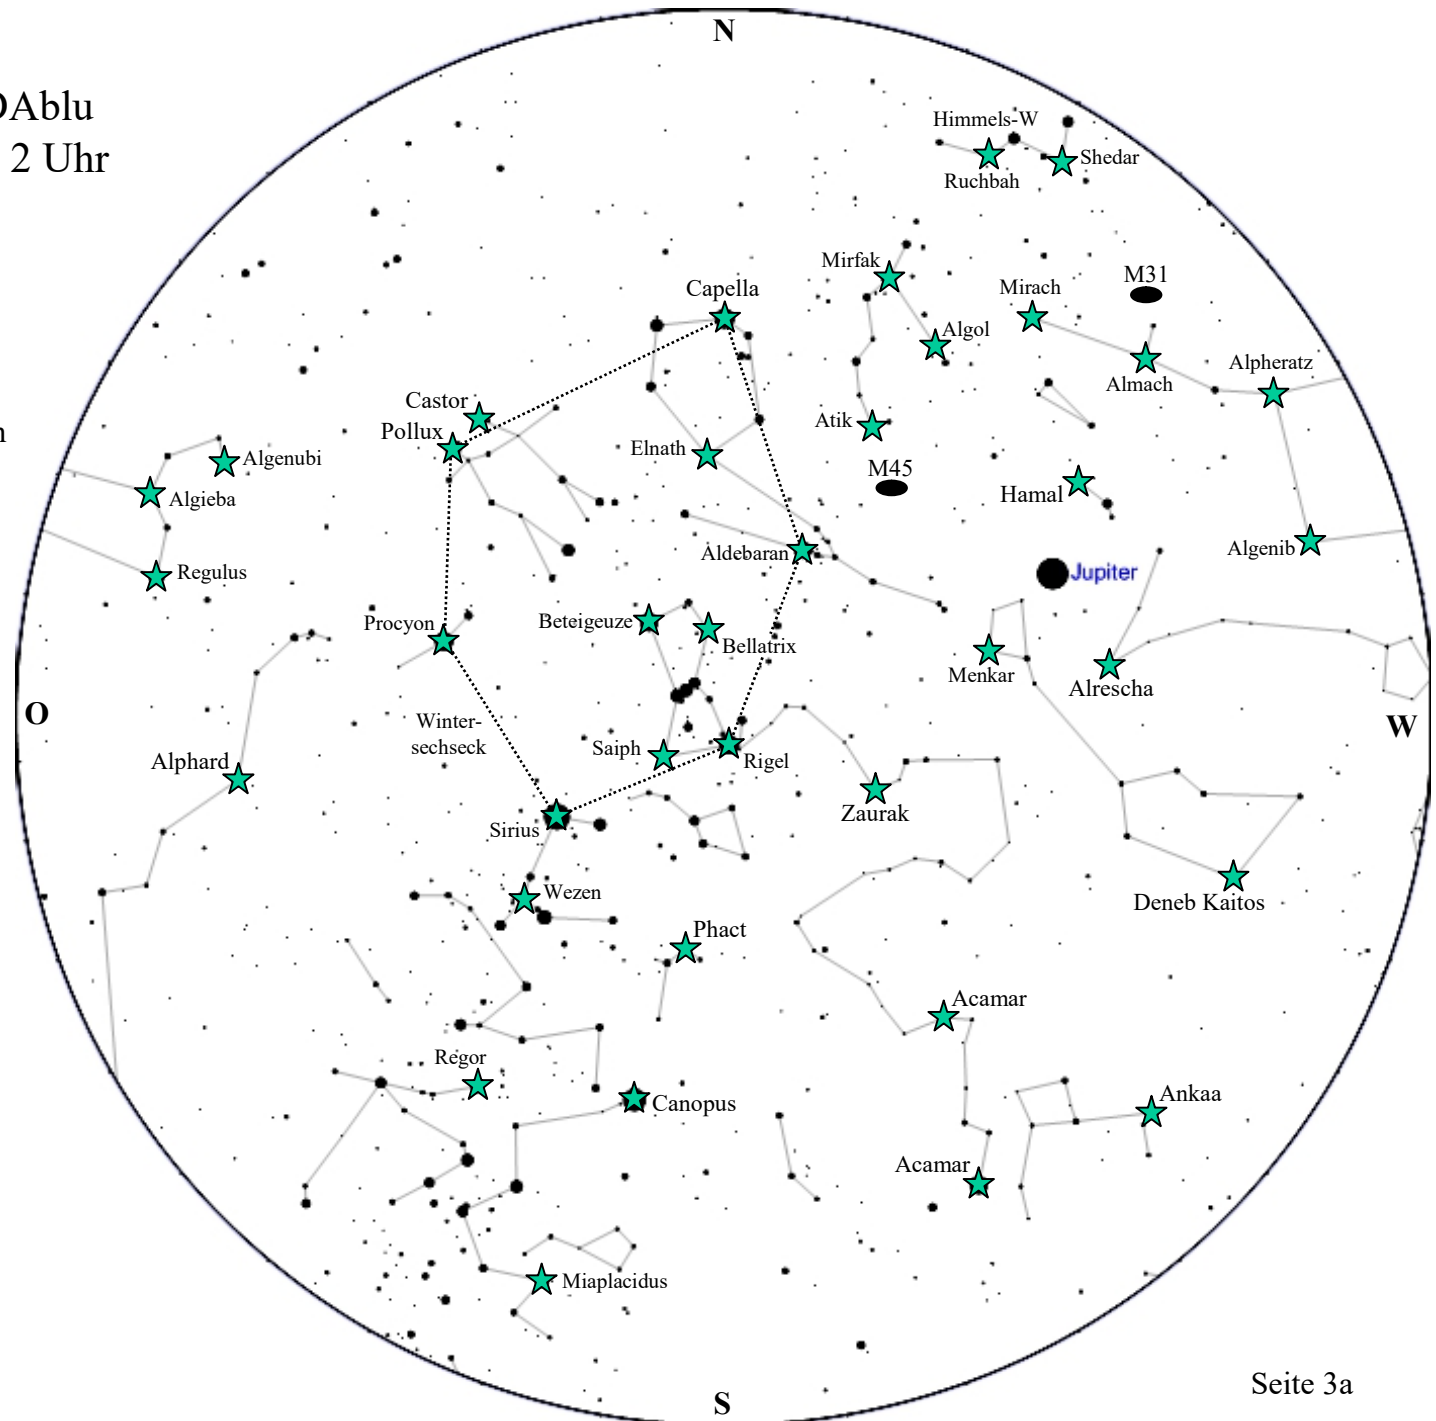 N
Ablu
2 Uhr
Himmels-W
Shedar
Ruchbah
Mirfak
M31
Mirach
Capella
Algol
Alpheratz
Almach
Castor
Atik
Pollux
Elnath
Algenubi
M45
Hamal
Algieba
Algenib
Aldebaran
Jupiter
Regulus
Beteigeuze
Procyon
Bellatrix
Menkar
Alrescha
O
Winter-
sechseck
W
Saiph
Rigel
Alphard
Zaurak
Sirius
Wezen
Deneb Kaitos
Phact
Acamar
Regor
Canopus
Ankaa
Acamar
Miaplacidus
Seite 3a
S